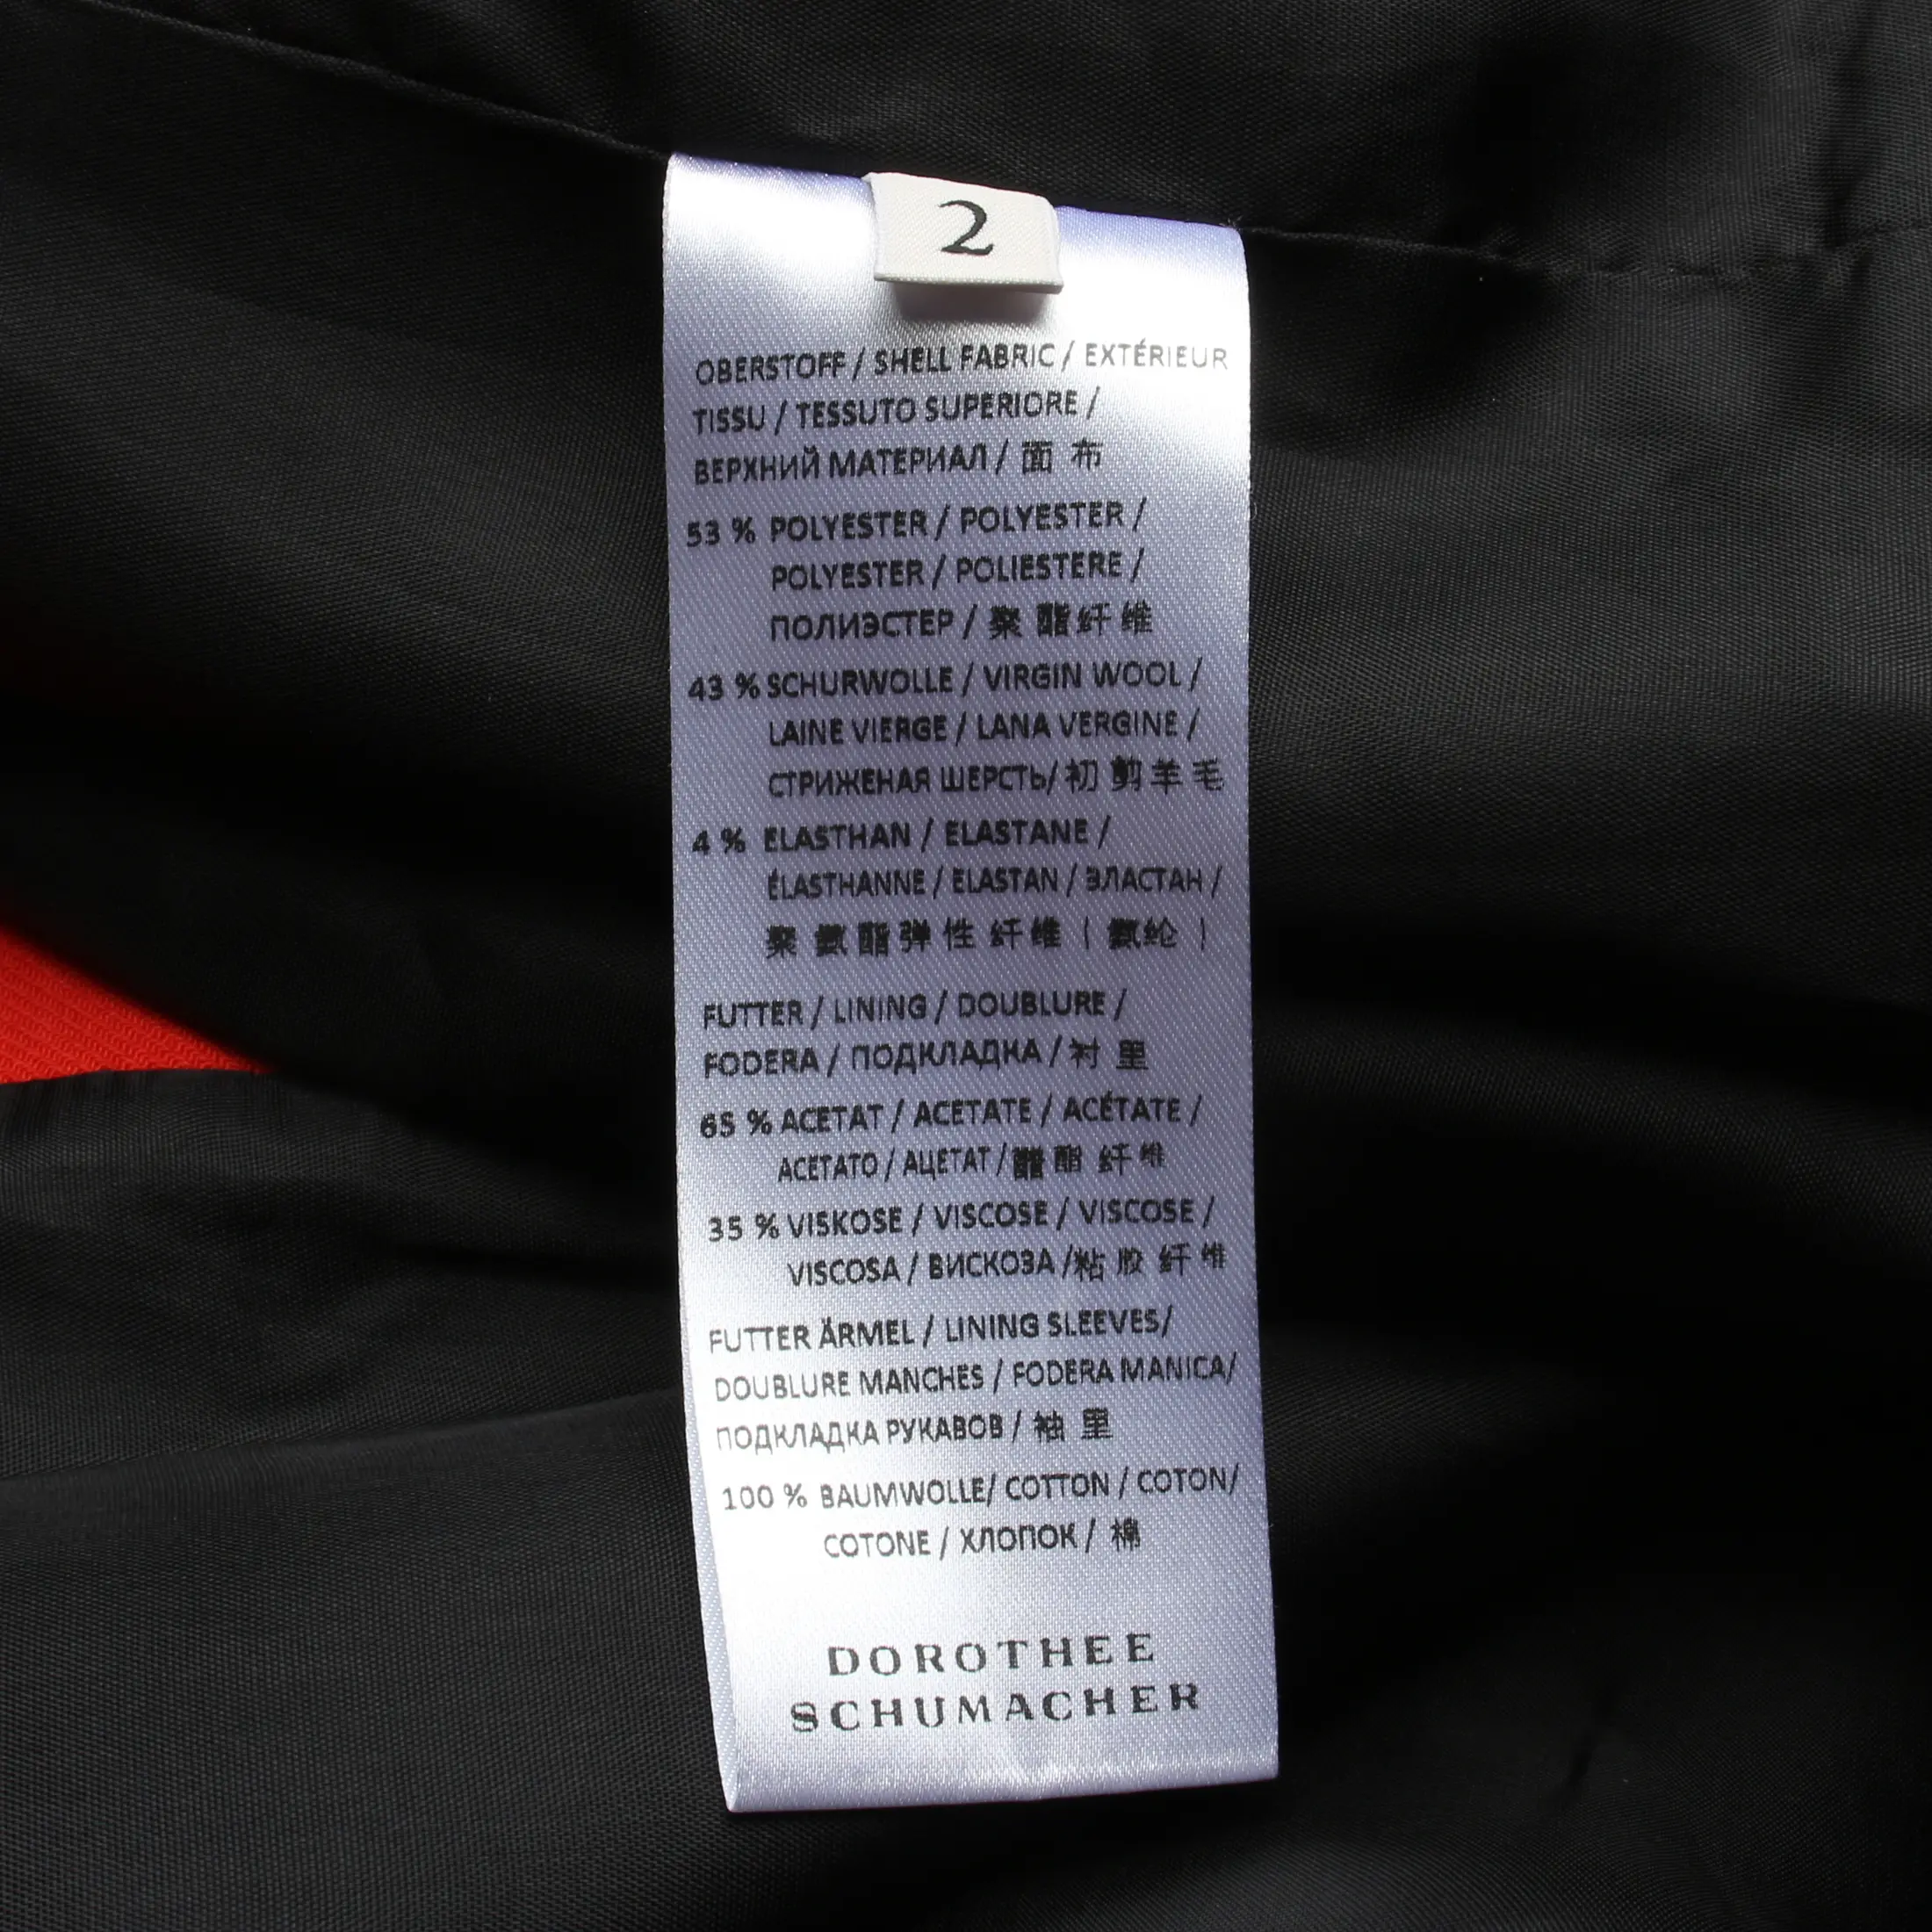 2
OBERSTOFF / SHELL FABRIC / EXTÉRIEUR
TISSU / TESSUTO SUPERIORE /
ВЕРХНИЙ МАТЕРИАЛ / 面 布
53 % POLYESTER / POLYESTER /
POLYESTER / POLIESTERE /
ПОЛИЭСТЕР / 聚 酯 纤 维
43 % SCHURWOLLE / VIRGIN WOOL /
LAINE VIERGE / LANA VERGINE /
СТРИЖЕНАЯ ШЕРСТЬ/ 初 剪 羊 毛
4 % ELASTHAN / ELASTANE /
ÉLASTHANNE / ELASTAN / ЭЛАСТАН /
聚 氨 酯 弹 性 纤 维 ( 氨纶 )
FUTTER / LINING / DOUBLURE /
FODERA / ПОДКЛАДКА / 衬 里
65 % ACETAT / ACETATE / ACÉTATE /
ACETATO / АЦЕТАТ / 醋 酯 纤 维
35 % VISKOSE / VISCOSE / VISCOSE /
VISCOSA / ВИСКОЗА / 粘 胶 纤 维
FUTTER ÄRMEL / LINING SLEEVES/
DOUBLURE MANCHES / FODERA MANICA/
ПОДКЛАДКА РУКАВОВ / 袖 里
100 % BAUMWOLLE/ COTTON / COTON/
COTONE / ХЛОПОК / 棉
DOROTHEE
SCHUMACHER